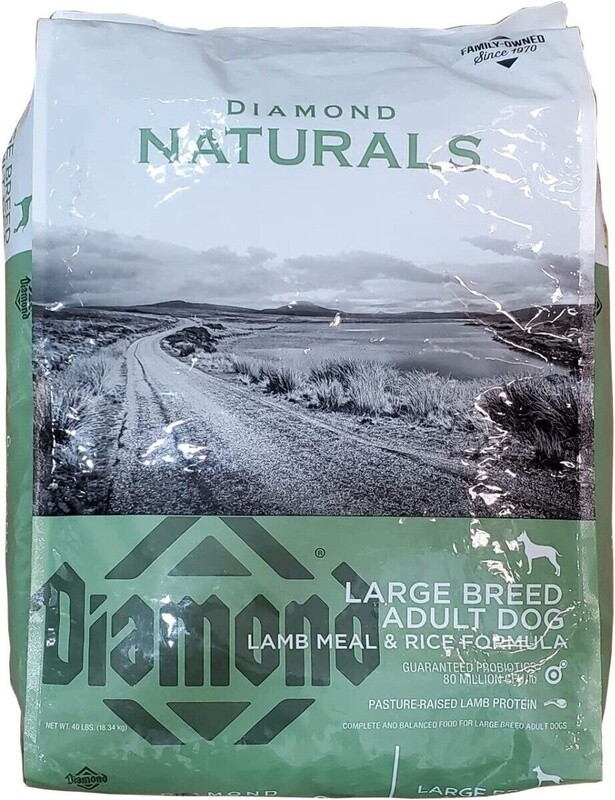 FAMILY-OWNED
Since 1970
DIAMOND
NATURALS
Diamond
®
Diamond
LARGE BREED
ADULT DOG
LAMB MEAL & RICE FORMULA
GUARANTEED PROBIOTICS
80 MILLION CFU/lb
PASTURE-RAISED LAMB PROTEIN
NET WT. 40 LBS. (18.34 kg)
COMPLETE AND BALANCED FOOD FOR LARGE BREED ADULT DOGS
Diamond
LARGE